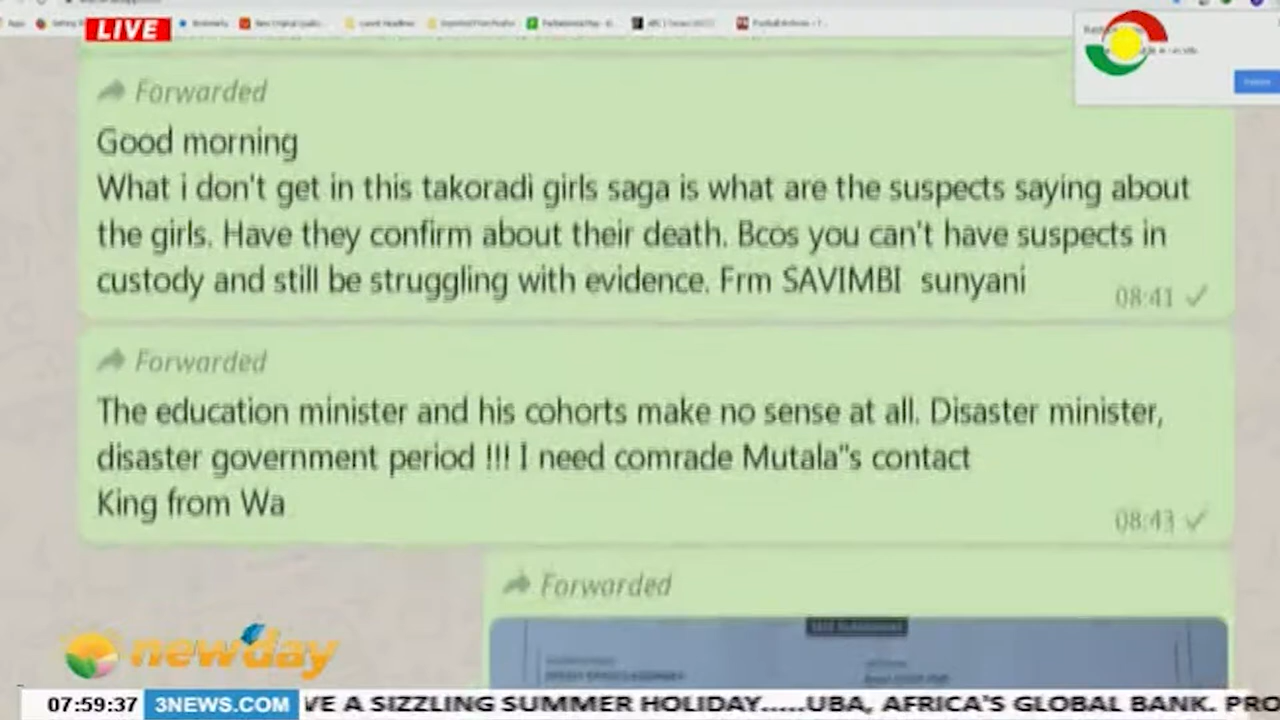 LIVE
Forwarded
Good morning
What i don't get in this takoradi girls saga is what are the suspects saying about
the girls. Have they confirm about their death. Bcos you can't have suspects in
custody and still be struggling with evidence. Frm SAVIMBI sunyani
08:41
Forwarded
The education minister and his cohorts make no sense at all. Disaster minister,
disaster government period !!! I need comrade Mutala"s contact
King from Wa
08:43
Forwarded
newday
07:59:37 3NEWS.COM VE A SIZZLING SUMMER HOLIDAY.....UBA, AFRICA'S GLOBAL BANK. PRO